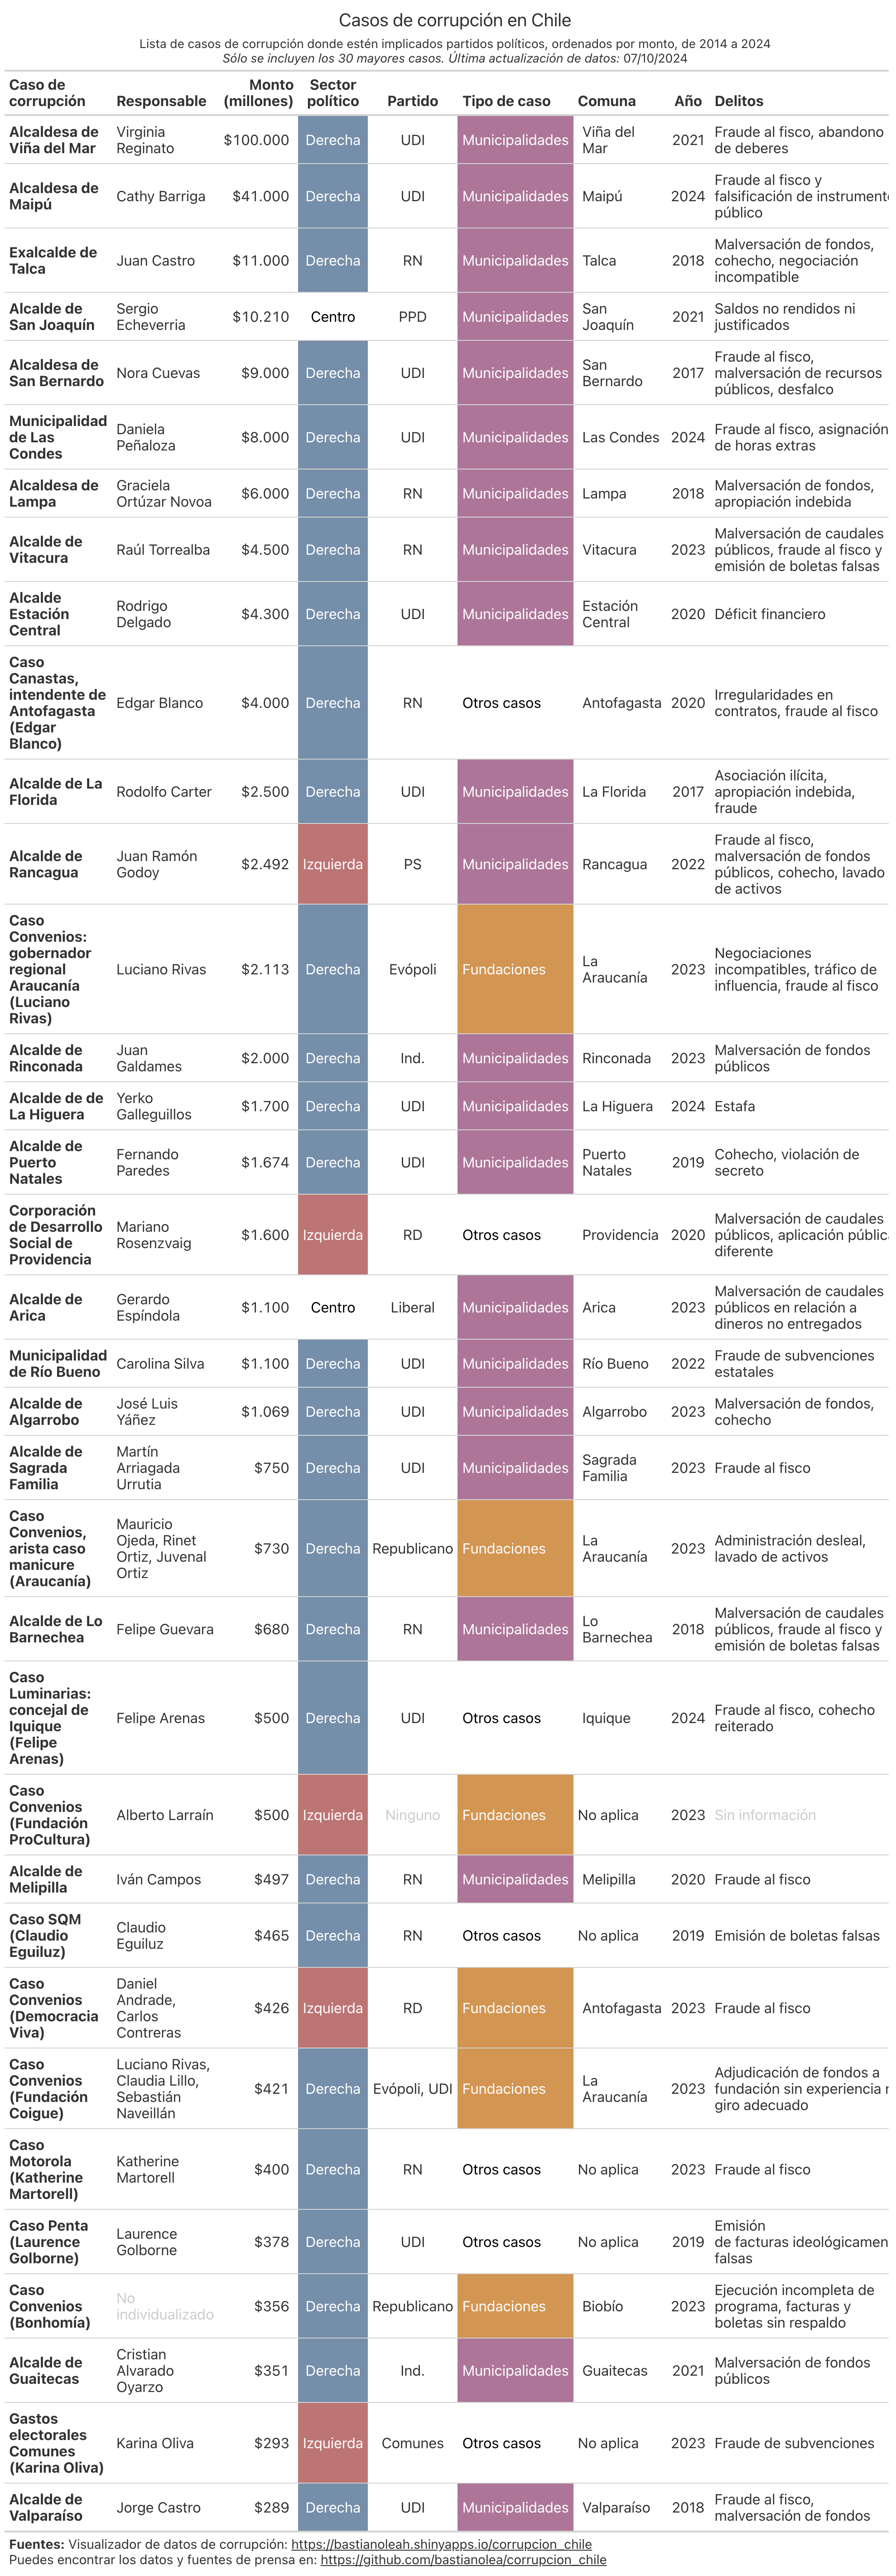 Casos de corrupción en Chile
Lista de casos de corrupción donde estén implicados partidos políticos, ordenados por monto, de 2014 a 2024
Sólo se incluyen los 30 mayores casos. Última actualización de datos: 07/10/2024
Caso de corrupción Responsable Monto (millones) Sector político Partido Tipo de caso Comuna Año Delitos
Alcaldesa de Viña del Mar Virginia Reginato $100.000 Derecha UDI Municipalidades Viña del Mar 2021 Fraude al fisco, abandono de deberes
Alcaldesa de Maipú Cathy Barriga $41.000 Derecha UDI Municipalidades Maipú 2024 Fraude al fisco y falsificación de instrument público
Exalcalde de Talca Juan Castro $11.000 Derecha RN Municipalidades Talca 2018 Malversación de fondos, cohecho, negociación incompatible
Alcalde de San Joaquín Sergio Echeverria $10.210 Centro PPD Municipalidades San Joaquín 2021 Saldos no rendidos ni justificados
Alcaldesa de San Bernardo Nora Cuevas $9.000 Derecha UDI Municipalidades San Bernardo 2017 Fraude al fisco, malversación de recursos públicos, desfalco
Municipalidad de Las Condes Daniela Peñaloza $8.000 Derecha UDI Municipalidades Las Condes 2024 Fraude al fisco, asignación de horas extras
Alcaldesa de Lampa Graciela Ortúzar Novoa $6.000 Derecha RN Municipalidades Lampa 2018 Malversación de fondos, apropiación indebida
Alcalde de Vitacura Raúl Torrealba $4.500 Derecha RN Municipalidades Vitacura 2023 Malversación de caudales públicos, fraude al fisco y emisión de boletas falsas
Alcalde Estación Central Rodrigo Delgado $4.300 Derecha UDI Municipalidades Estación Central 2020 Déficit financiero
Caso Canastas, intendente de Antofagasta (Edgar Blanco) Edgar Blanco $4.000 Derecha RN Otros casos Antofagasta 2020 Irregularidades en contratos, fraude al fisco
Alcalde de La Florida Rodolfo Carter $2.500 Derecha UDI Municipalidades La Florida 2017 Asociación ilícita, apropiación indebida, fraude
Alcalde de Rancagua Juan Ramón Godoy $2.492 Izquierda PS Municipalidades Rancagua 2022 Fraude al fisco, malversación de fondos públicos, cohecho, lavado de activos
Caso Convenios: gobernador regional Araucanía (Luciano Rivas) Luciano Rivas $2.113 Derecha Evópoli Fundaciones La Araucanía 2023 Negociaciones incompatibles, tráfico de influencia, fraude al fisco
Alcalde de Rinconada Juan Galdames $2.000 Derecha Ind. Municipalidades Rinconada 2023 Malversación de fondos públicos
Alcalde de de La Higuera Yerko Galleguillos $1.700 Derecha UDI Municipalidades La Higuera 2024 Estafa
Alcalde de Puerto Natales Fernando Paredes $1.674 Derecha UDI Municipalidades Puerto Natales 2019 Cohecho, violación de secreto
Corporación de Desarrollo Social de Providencia Mariano Rosenzvaig $1.600 Izquierda RD Otros casos Providencia 2020 Malversación de caudales públicos, aplicación públic diferente
Alcalde de Arica Gerardo Espíndola $1.100 Centro Liberal Municipalidades Arica 2023 Malversación de caudales públicos en relación a dineros no entregados
Municipalidad de Río Bueno Carolina Silva $1.100 Derecha UDI Municipalidades Río Bueno 2022 Fraude de subvenciones estatales
Alcalde de Algarrobo José Luis Yáñez $1.069 Derecha UDI Municipalidades Algarrobo 2023 Malversación de fondos, cohecho
Alcalde de Sagrada Familia Martín Arriagada Urrutia $750 Derecha UDI Municipalidades Sagrada Familia 2023 Fraude al fisco
Caso Convenios, arista caso manicure (Araucanía) Mauricio Ojeda, Rinet Ortiz, Juvenal Ortiz $730 Derecha Republicano Fundaciones La Araucanía 2023 Administración desleal, lavado de activos
Alcalde de Lo Barnechea Felipe Guevara $680 Derecha RN Municipalidades Lo Barnechea 2018 Malversación de caudales públicos, fraude al fisco y emisión de boletas falsas
Caso Luminarias: concejal de Iquique (Felipe Arenas) Felipe Arenas $500 Derecha UDI Otros casos Iquique 2024 Fraude al fisco, cohecho reiterado
Caso Convenios (Fundación ProCultura) Alberto Larraín $500 Izquierda Ninguno Fundaciones No aplica 2023 Sin información
Alcalde de Melipilla Iván Campos $497 Derecha RN Municipalidades Melipilla 2020 Fraude al fisco
Caso SQM (Claudio Eguiluz) Claudio Eguiluz $465 Derecha RN Otros casos No aplica 2019 Emisión de boletas falsas
Caso Convenios (Democracia Viva) Daniel Andrade, Carlos Contreras $426 Izquierda RD Fundaciones Antofagasta 2023 Fraude al fisco
Caso Convenios (Fundación Coigue) Luciano Rivas, Claudia Lillo, Sebastián Naveillán $421 Derecha Evópoli, UDI Fundaciones La Araucanía 2023 Adjudicación de fondos a fundación sin experiencia giro adecuado
Caso Motorola (Katherine Martorell) Katherine Martorell $400 Derecha RN Otros casos No aplica 2023 Fraude al fisco
Caso Penta (Laurence Golborne) Laurence Golborne $378 Derecha UDI Otros casos No aplica 2019 Emisión de facturas ideológicamen falsas
Caso Convenios (Bonhomía) No individualizado $356 Derecha Republicano Fundaciones Biobío 2023 Ejecución incompleta de programa, facturas y boletas sin respaldo
Alcalde de Guaitecas Cristian Alvarado Oyarzo $351 Derecha Ind. Municipalidades Guaitecas 2021 Malversación de fondos públicos
Gastos electorales Comunes (Karina Oliva) Karina Oliva $293 Izquierda Comunes Otros casos No aplica 2023 Fraude de subvenciones
Alcalde de Valparaíso Jorge Castro $289 Derecha UDI Municipalidades Valparaíso 2018 Fraude al fisco, malversación de fondos
Fuentes: Visualizador de datos de corrupción: https://bastianoleah.shinyapps.io/corrupcion_chile
Puedes encontrar los datos y fuentes de prensa en: https://github.com/bastianolea/corrupcion_chile